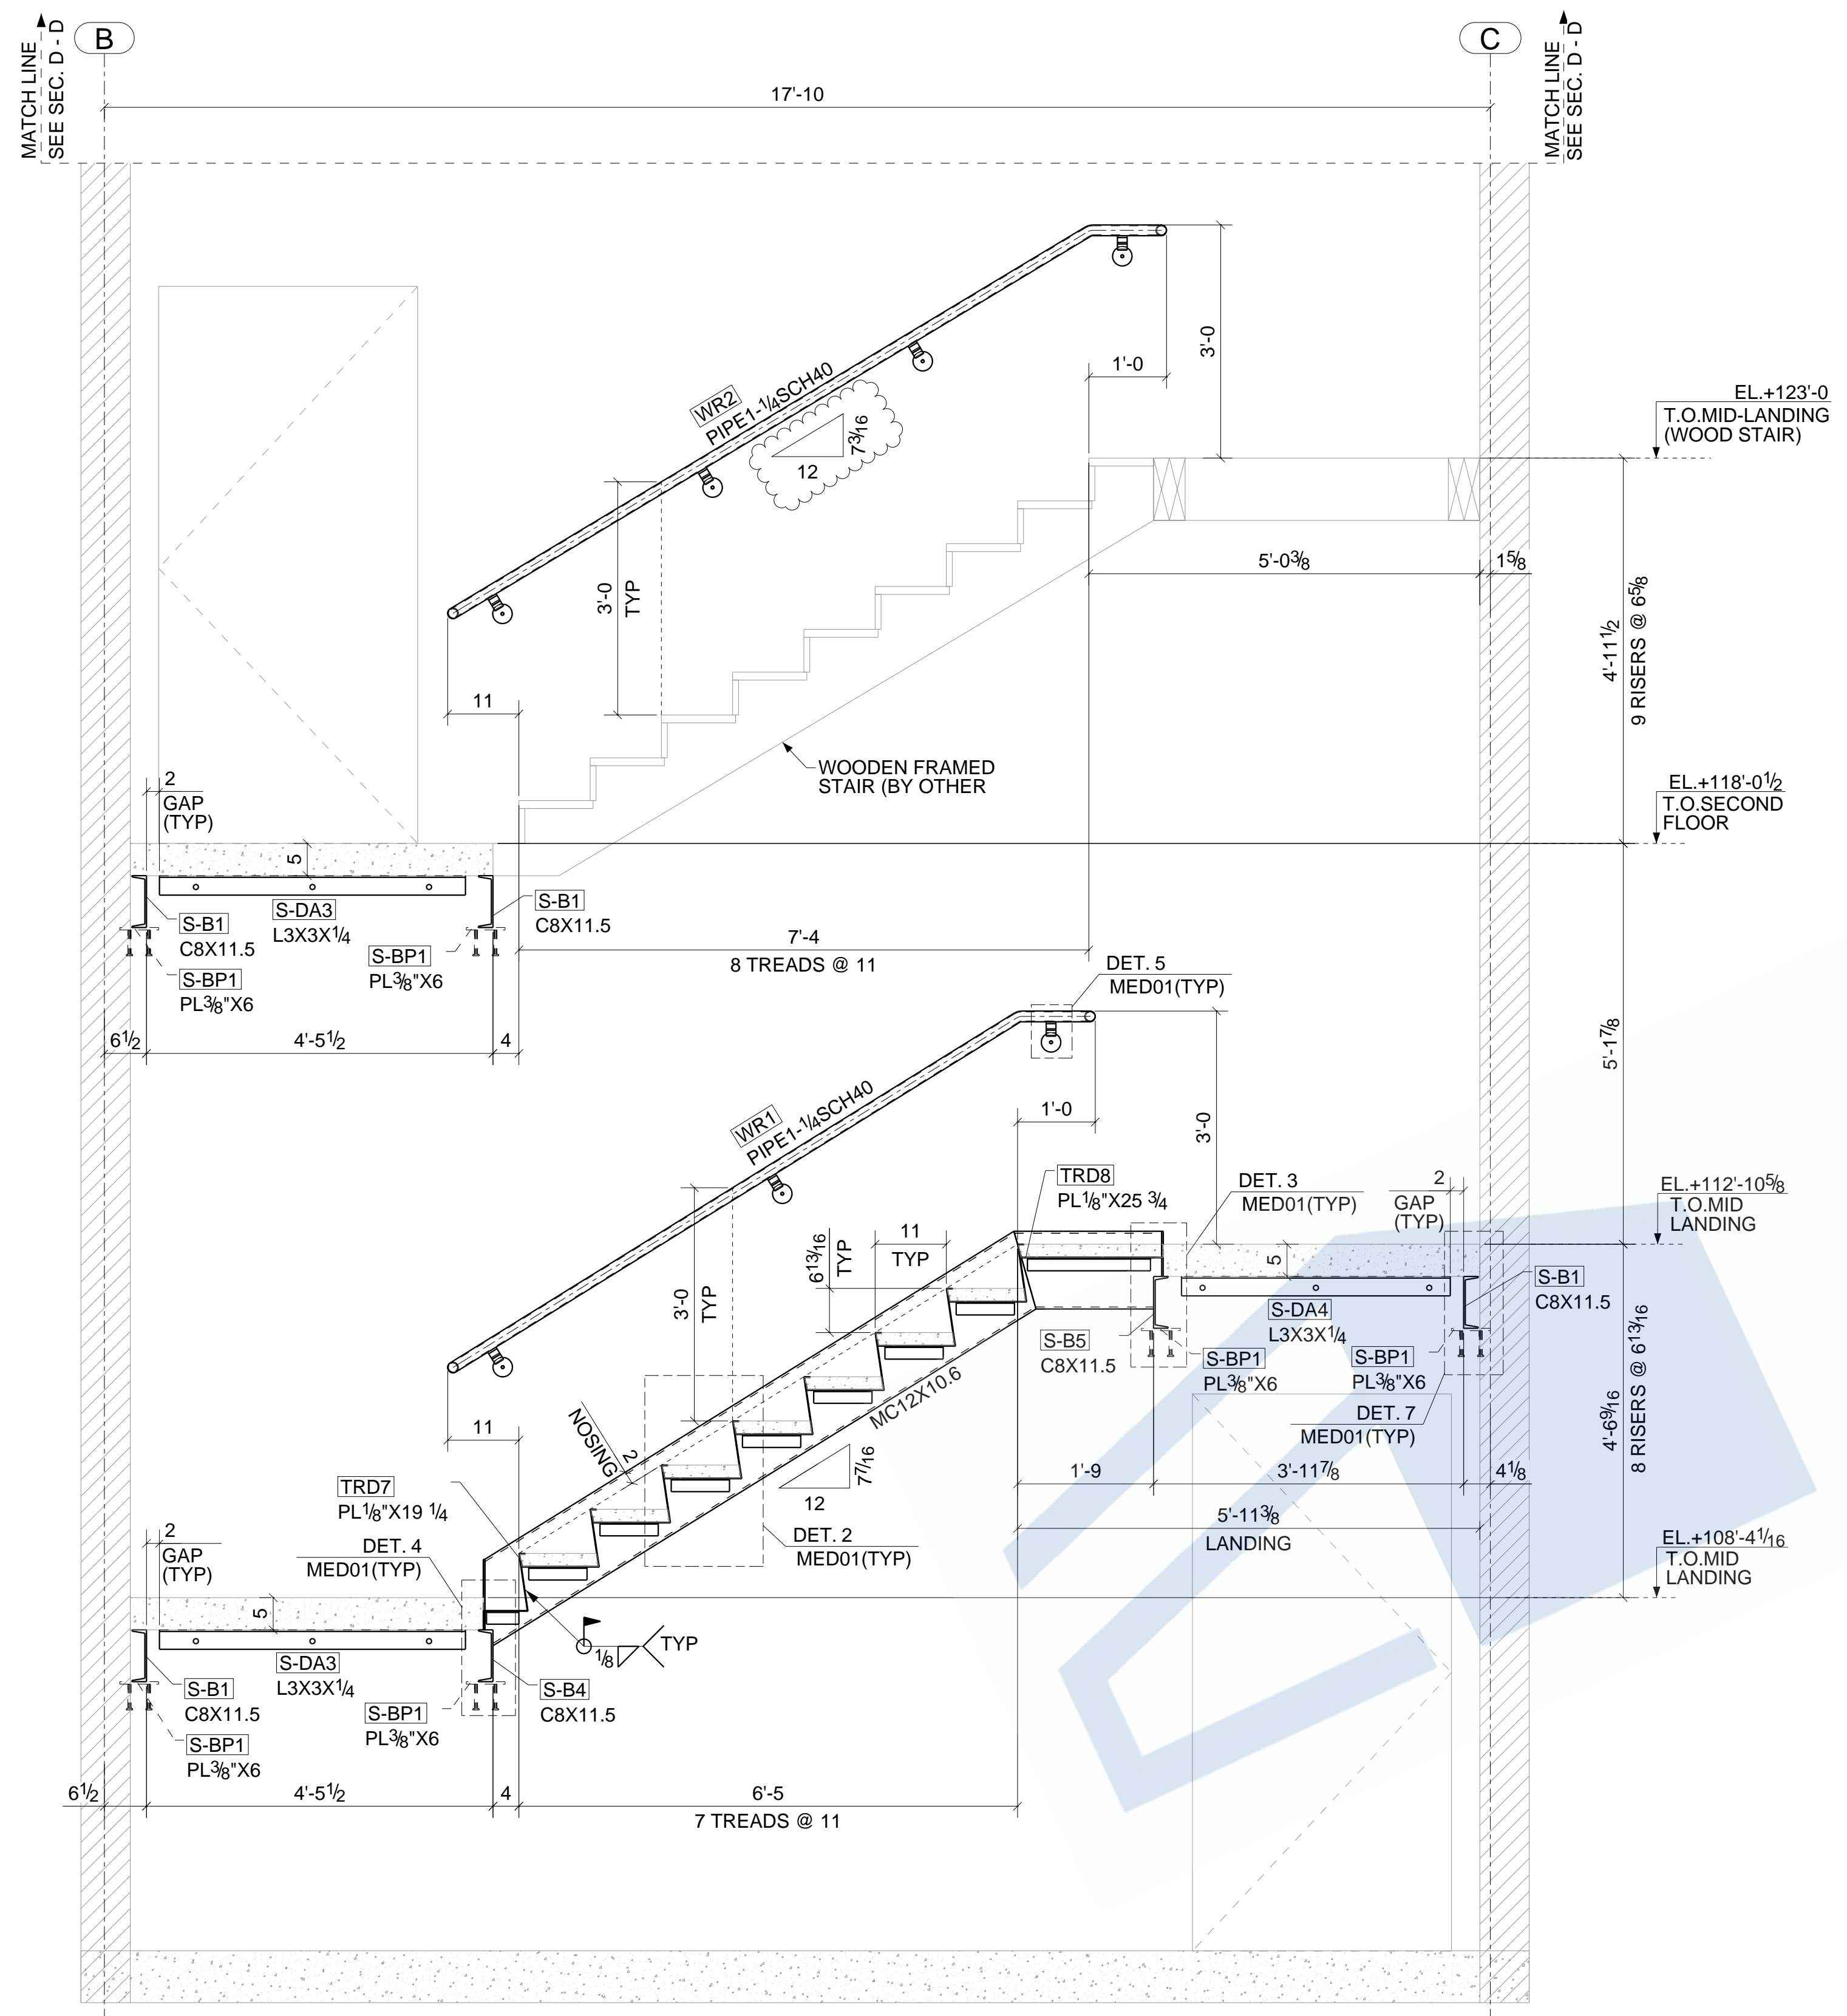 MATCH LINE
SEE SEC. D - D
B
C
MATCH LINE
SEE SEC. D - D
17'-10
3'-0
1'-0
WR2
PIPE1-1/4SCH40
12
7 3/16
EL.+123'-0
T.O.MID-LANDING
(WOOD STAIR)
3'-0
TYP
5'-0 3/8
1 5/8
4'-11 1/2
9 RISERS @ 6 5/8
11
WOODEN FRAMED
STAIR (BY OTHER
2
GAP
(TYP)
5
EL.+118'-0 1/2
T.O.SECOND
FLOOR
S-B1
C8X11.5
S-DA3
L3X3X1/4
S-B1
C8X11.5
S-BP1
PL3/8"X6
S-BP1
PL3/8"X6
7'-4
8 TREADS @ 11
6 1/2
4'-5 1/2
4
DET. 5
MED01(TYP)
5'-1 7/8
WR1
PIPE1-1/4SCH40
1'-0
3'-0
TRD8
PL1/8"X25 3/4
DET. 3
MED01(TYP)
2
GAP
(TYP)
EL.+112'-10 5/8
T.O.MID
LANDING
3'-0
TYP
6 13/16
TYP
11
TYP
5
S-B1
C8X11.5
S-DA4
L3X3X1/4
S-B5
C8X11.5
S-BP1
PL3/8"X6
S-BP1
PL3/8"X6
MC12X10.6
DET. 7
MED01(TYP)
4'-6 9/16
8 RISERS @ 6 13/16
11
2
NOSING
12
7 7/16
1'-9
3'-11 7/8
4 1/8
TRD7
PL1/8"X19 1/4
5'-11 3/8
LANDING
DET. 2
MED01(TYP)
2
GAP
(TYP)
DET. 4
MED01(TYP)
EL.+108'-4 1/16
T.O.MID
LANDING
5
1/8
TYP
S-DA3
L3X3X1/4
S-B1
C8X11.5
S-B4
C8X11.5
S-BP1
PL3/8"X6
S-BP1
PL3/8"X6
6 1/2
4'-5 1/2
4
6'-5
7 TREADS @ 11